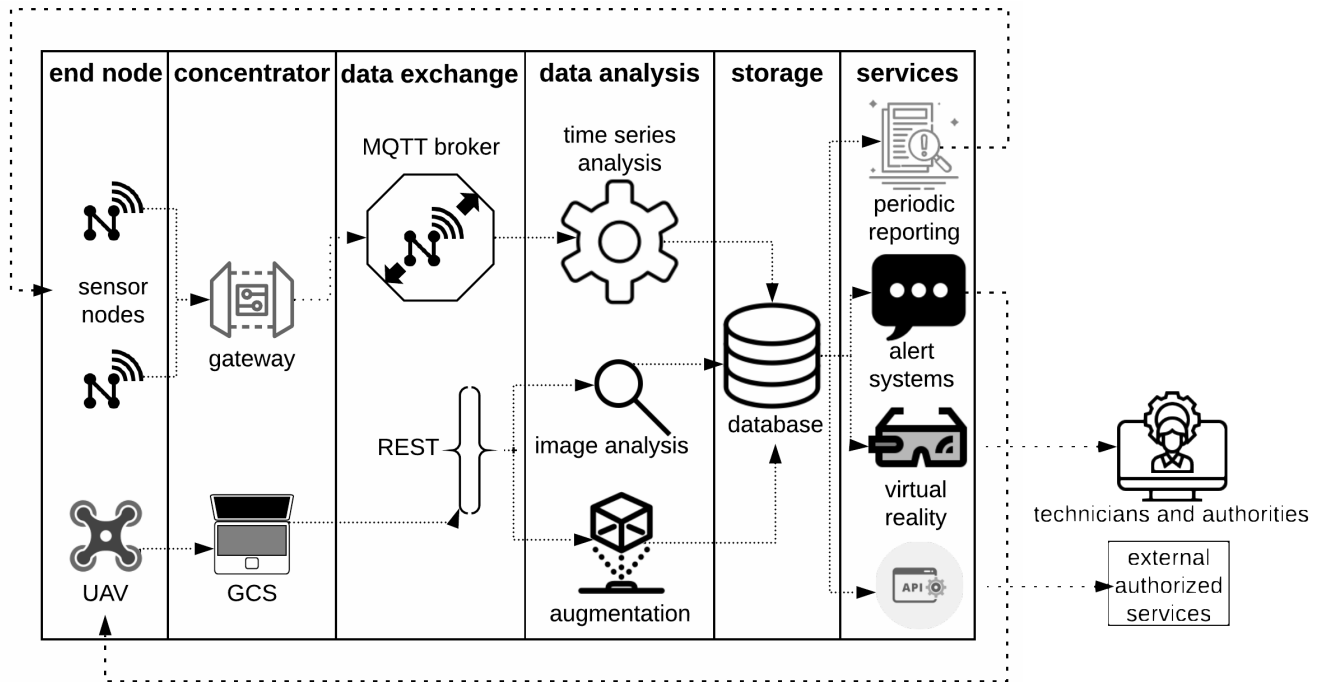 end node
concentrator
data exchange
data analysis
storage
services
MQTT broker
time series
analysis
periodic
reporting
sensor
nodes
gateway
alert
systems
REST
image analysis
database
virtual
reality
technicians and authorities
UAV
GCS
augmentation
API
external
authorized
services